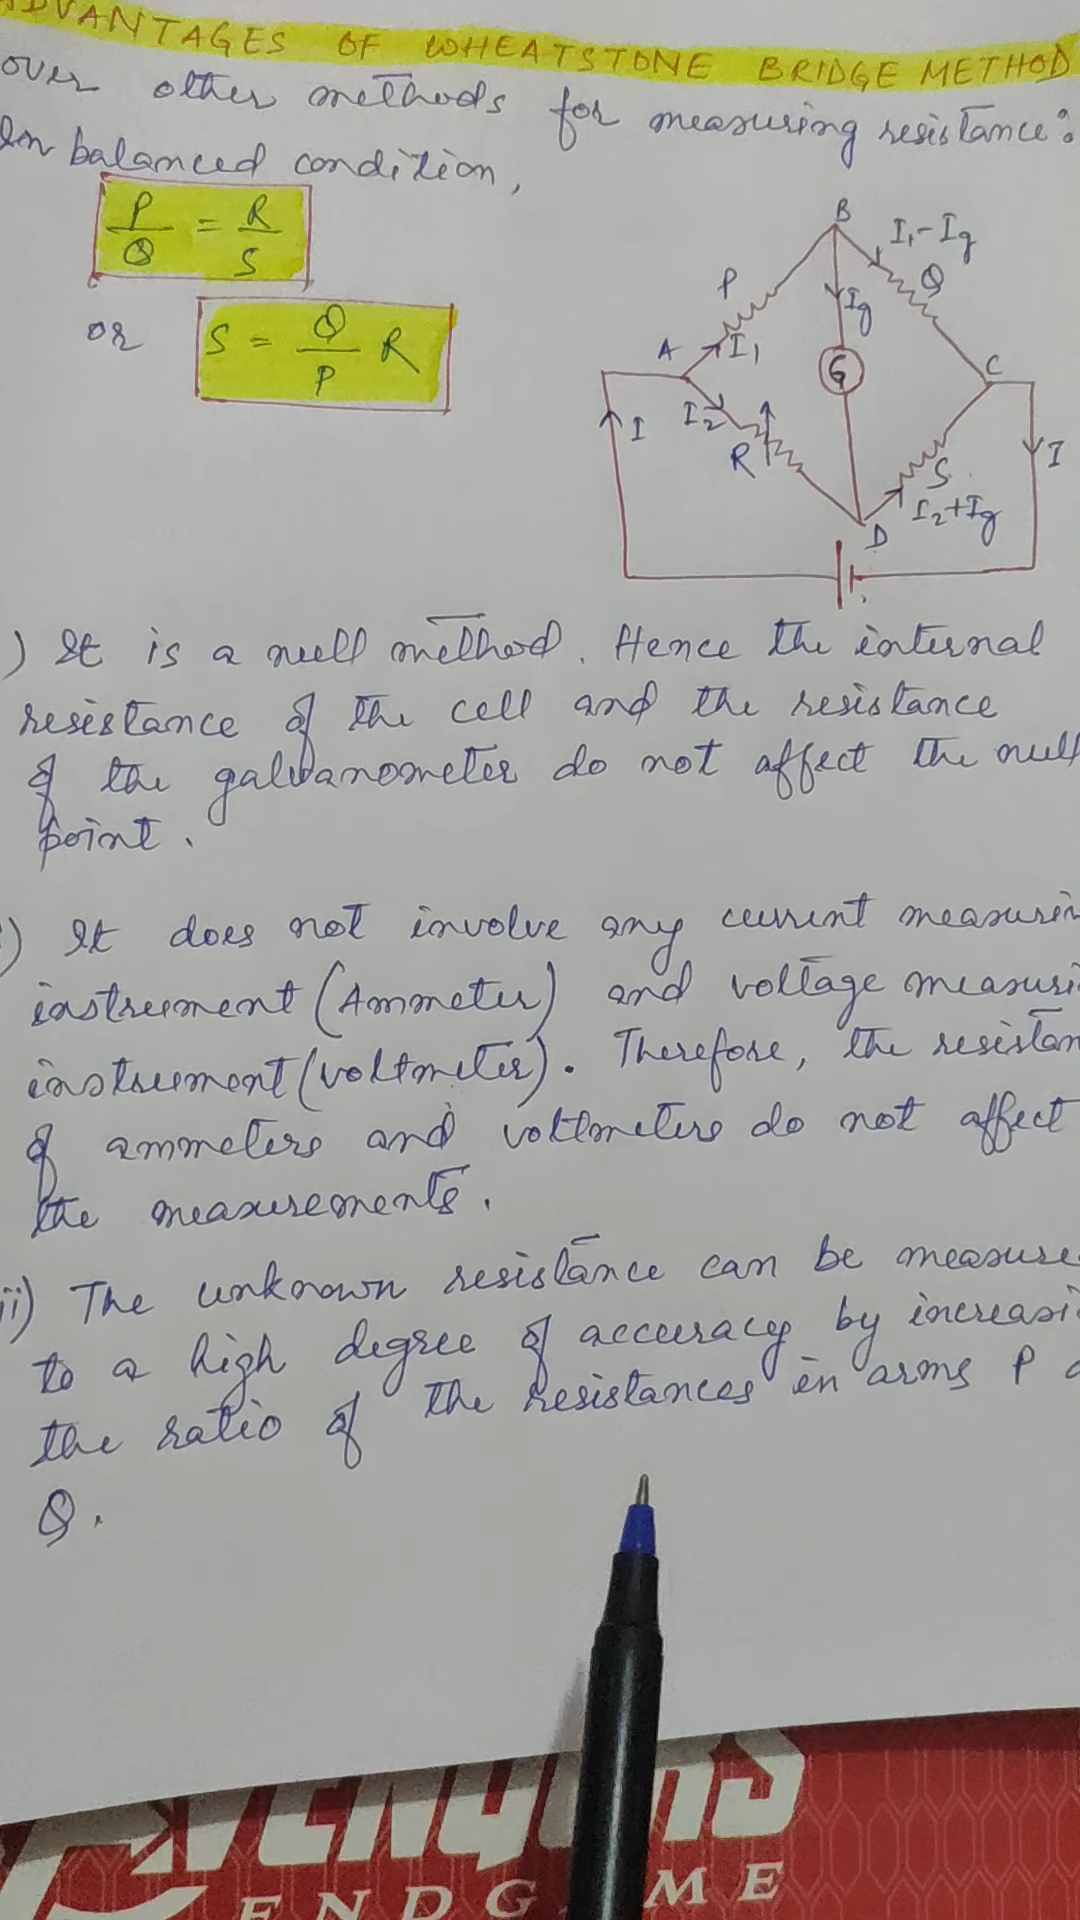 ADVANTAGES OF WHEATSTONE BRIDGE METHOD
over other methods for measuring resistance:
In balanced condition,
P/Q = R/S
or S = Q/P R
B
I₁-Ig
P
Q
Ig
A
I₁
G
C
I
I₂
R
S
I
I₂+Ig
D
) It is a null method. Hence the internal
resistance of the cell and the resistance
of the galvanometer do not affect the null
point.
) It does not involve any current measurin
instrument (Ammeter) and voltage measuri
instrument (voltmeter). Therefore, the resistan
of ammeters and voltmeters do not affect
the measurements.
ii) The unknown resistance can be measure
to a high degree of accuracy by increasi
the ratio of the resistances in arms P a
Q.
AVENGERS
ENDGAME